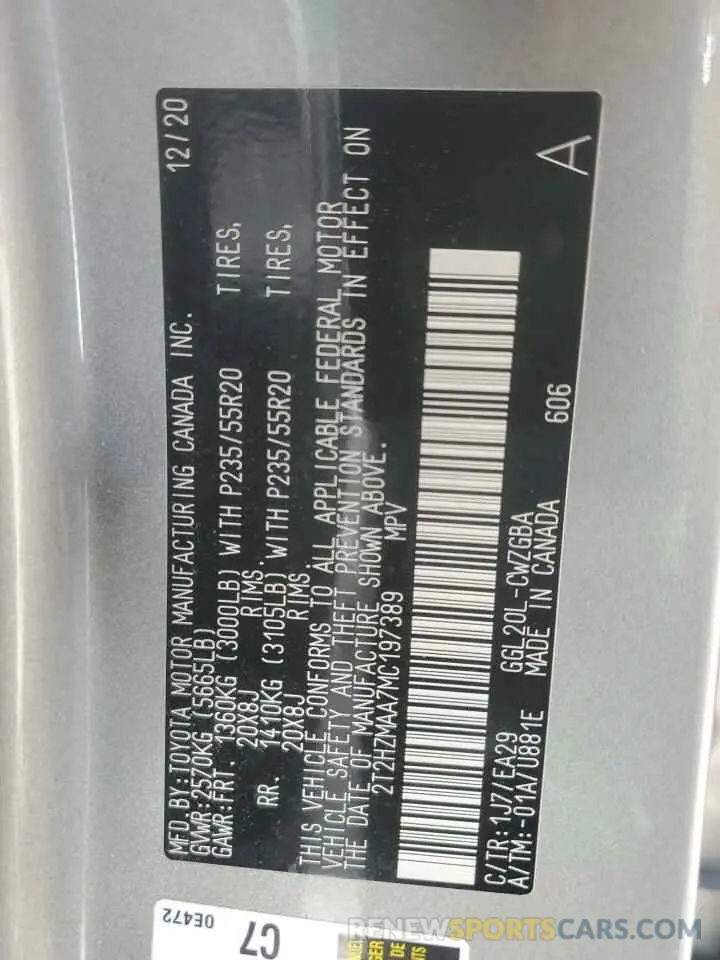 MFD.BY:TOYOTA MOTOR MANUFACTURING CANADA INC. 12/20
GVWR:2570KG (5665LB)
GAWR:FRT. 1360KG (3000LB) WITH P235/55R20 TIRES,
20X8J RIMS.
RR. 1410KG (3105LB) WITH P235/55R20 TIRES,
20X8J RIMS.
THIS VEHICLE CONFORMS TO ALL APPLICABLE FEDERAL MOTOR
VEHICLE SAFETY AND THEFT PREVENTION STANDARDS IN EFFECT ON
THE DATE OF MANUFACTURE SHOWN ABOVE.
2T2HZMAA7MC197389 MPV
C/TR:1J7/EA29 GGL20L-CWZGBA 606
A/TM:-01A/U881E MADE IN CANADA
A
0E472
C7
GER
DE
RENEWSPORTSCARS.COM